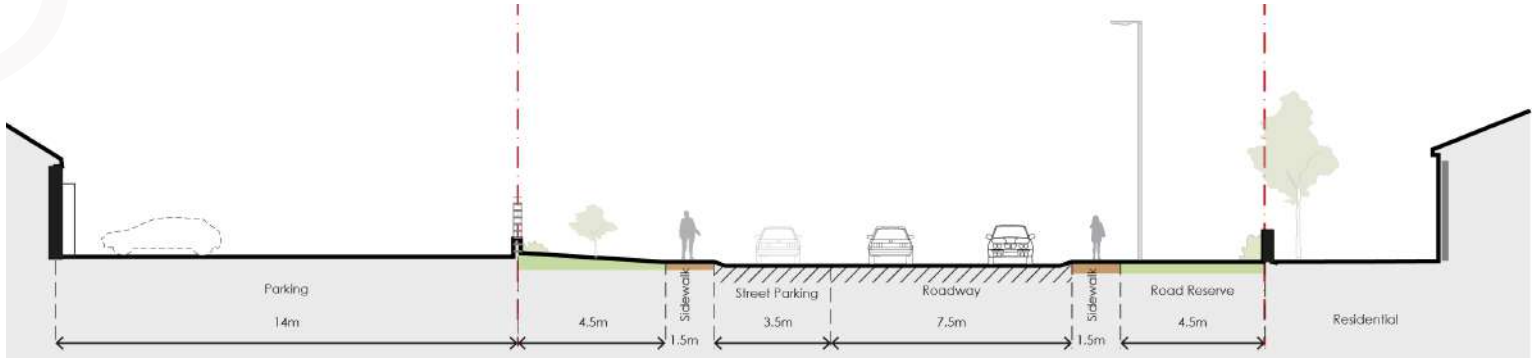 Parking
14m
4.5m
Sidewalk
1.5m
Street Parking
3.5m
Roadway
7.5m
Sidewalk
1.5m
Road Reserve
4.5m
Residential